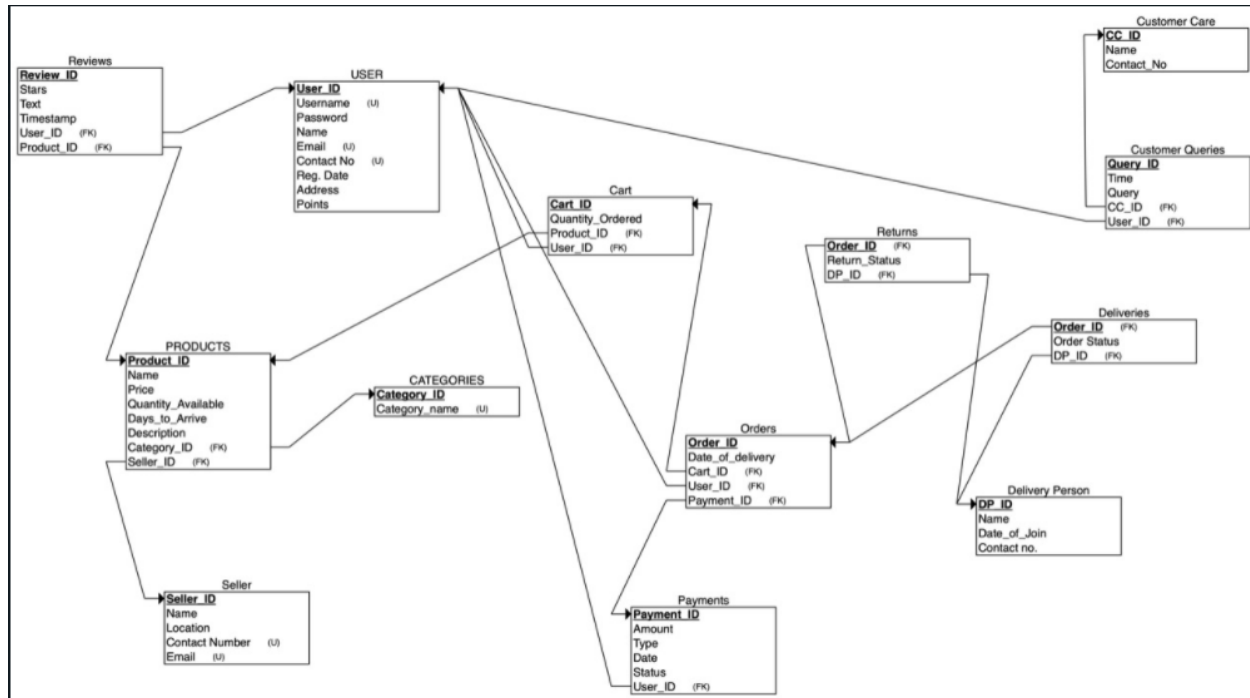 Customer Care
CC_ID
Name
Contact_No
Reviews
Review_ID
Stars
Text
Timestamp
User_ID (FK)
Product_ID (FK)
USER
User_ID
Username (U)
Password
Name
Email (U)
Contact No (U)
Reg. Date
Address
Points
Customer Queries
Query_ID
Time
Query
CC_ID (FK)
User_ID (FK)
Cart
Cart_ID
Quantity_Ordered
Product_ID (FK)
User_ID (FK)
Returns
Order_ID (FK)
Return_Status
DP_ID (FK)
Deliveries
Order_ID (FK)
Order Status
DP_ID (FK)
PRODUCTS
Product_ID
Name
Price
Quantity_Available
Days_to_Arrive
Description
Category_ID (FK)
Seller_ID (FK)
CATEGORIES
Category_ID
Category_name (U)
Orders
Order_ID
Date_of_delivery
Cart_ID (FK)
User_ID (FK)
Payment_ID (FK)
Delivery Person
DP_ID
Name
Date_of_Join
Contact no.
Seller
Seller_ID
Name
Location
Contact Number (U)
Email (U)
Payments
Payment_ID
Amount
Type
Date
Status
User_ID (FK)